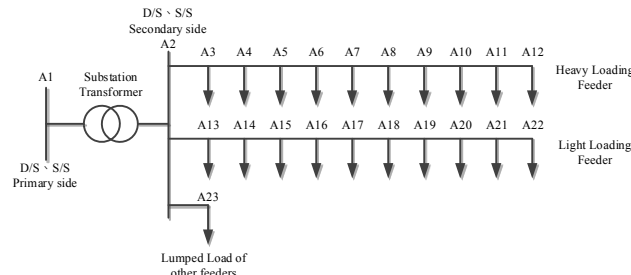 D/S、S/S
Secondary side
A2
A3 A4 A5 A6 A7 A8 A9 A10 A11 A12
Heavy Loading
Feeder
A1
Substation
Transformer
A13 A14 A15 A16 A17 A18 A19 A20 A21 A22
Light Loading
Feeder
D/S、S/S
Primary side
A23
Lumped Load of
other feeders